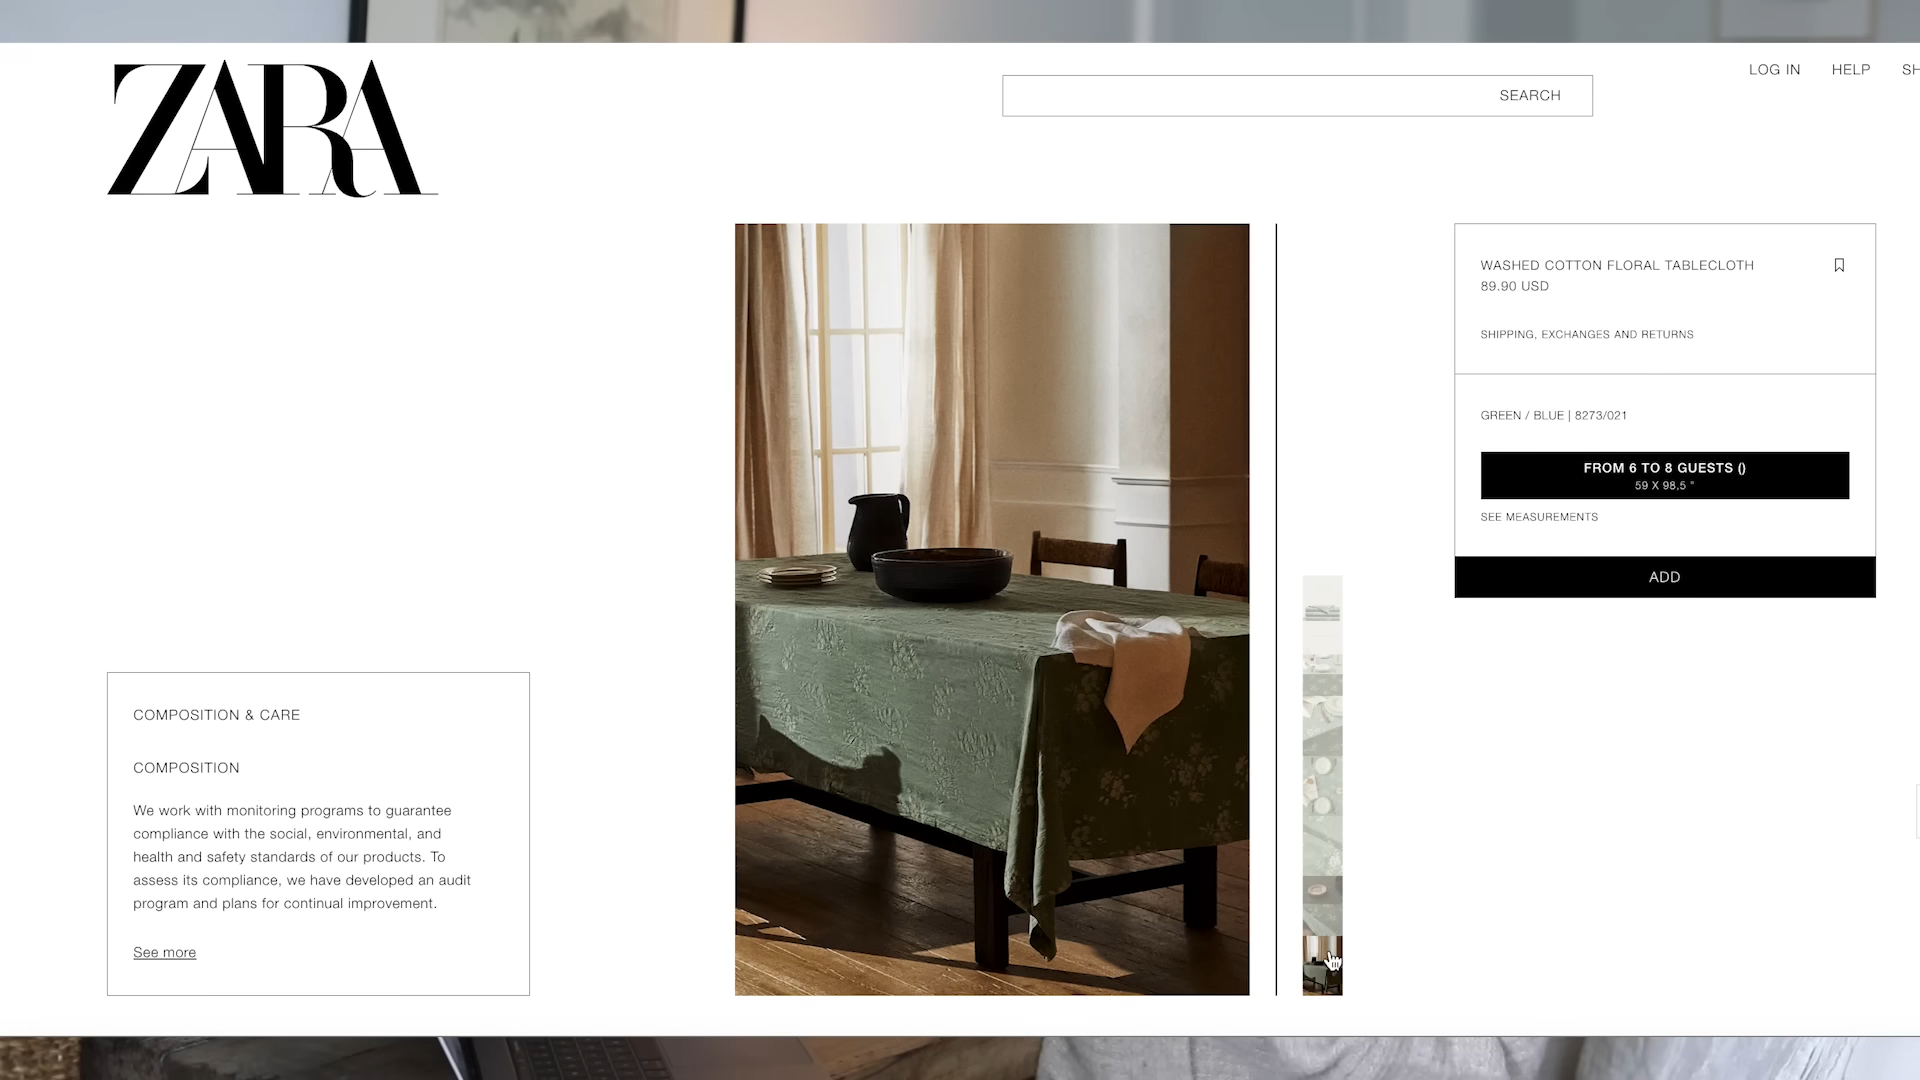 ZARA
SEARCH
LOG IN
HELP
WASHED COTTON FLORAL TABLECLOTH
89.90 USD
SHIPPING, EXCHANGES AND RETURNS
GREEN / BLUE | 8273/021
FROM 6 TO 8 GUESTS ()
59 X 98,5 "
SEE MEASUREMENTS
ADD
COMPOSITION & CARE
COMPOSITION
We work with monitoring programs to guarantee
compliance with the social, environmental, and
health and safety standards of our products. To
assess its compliance, we have developed an audit
program and plans for continual improvement.
See more